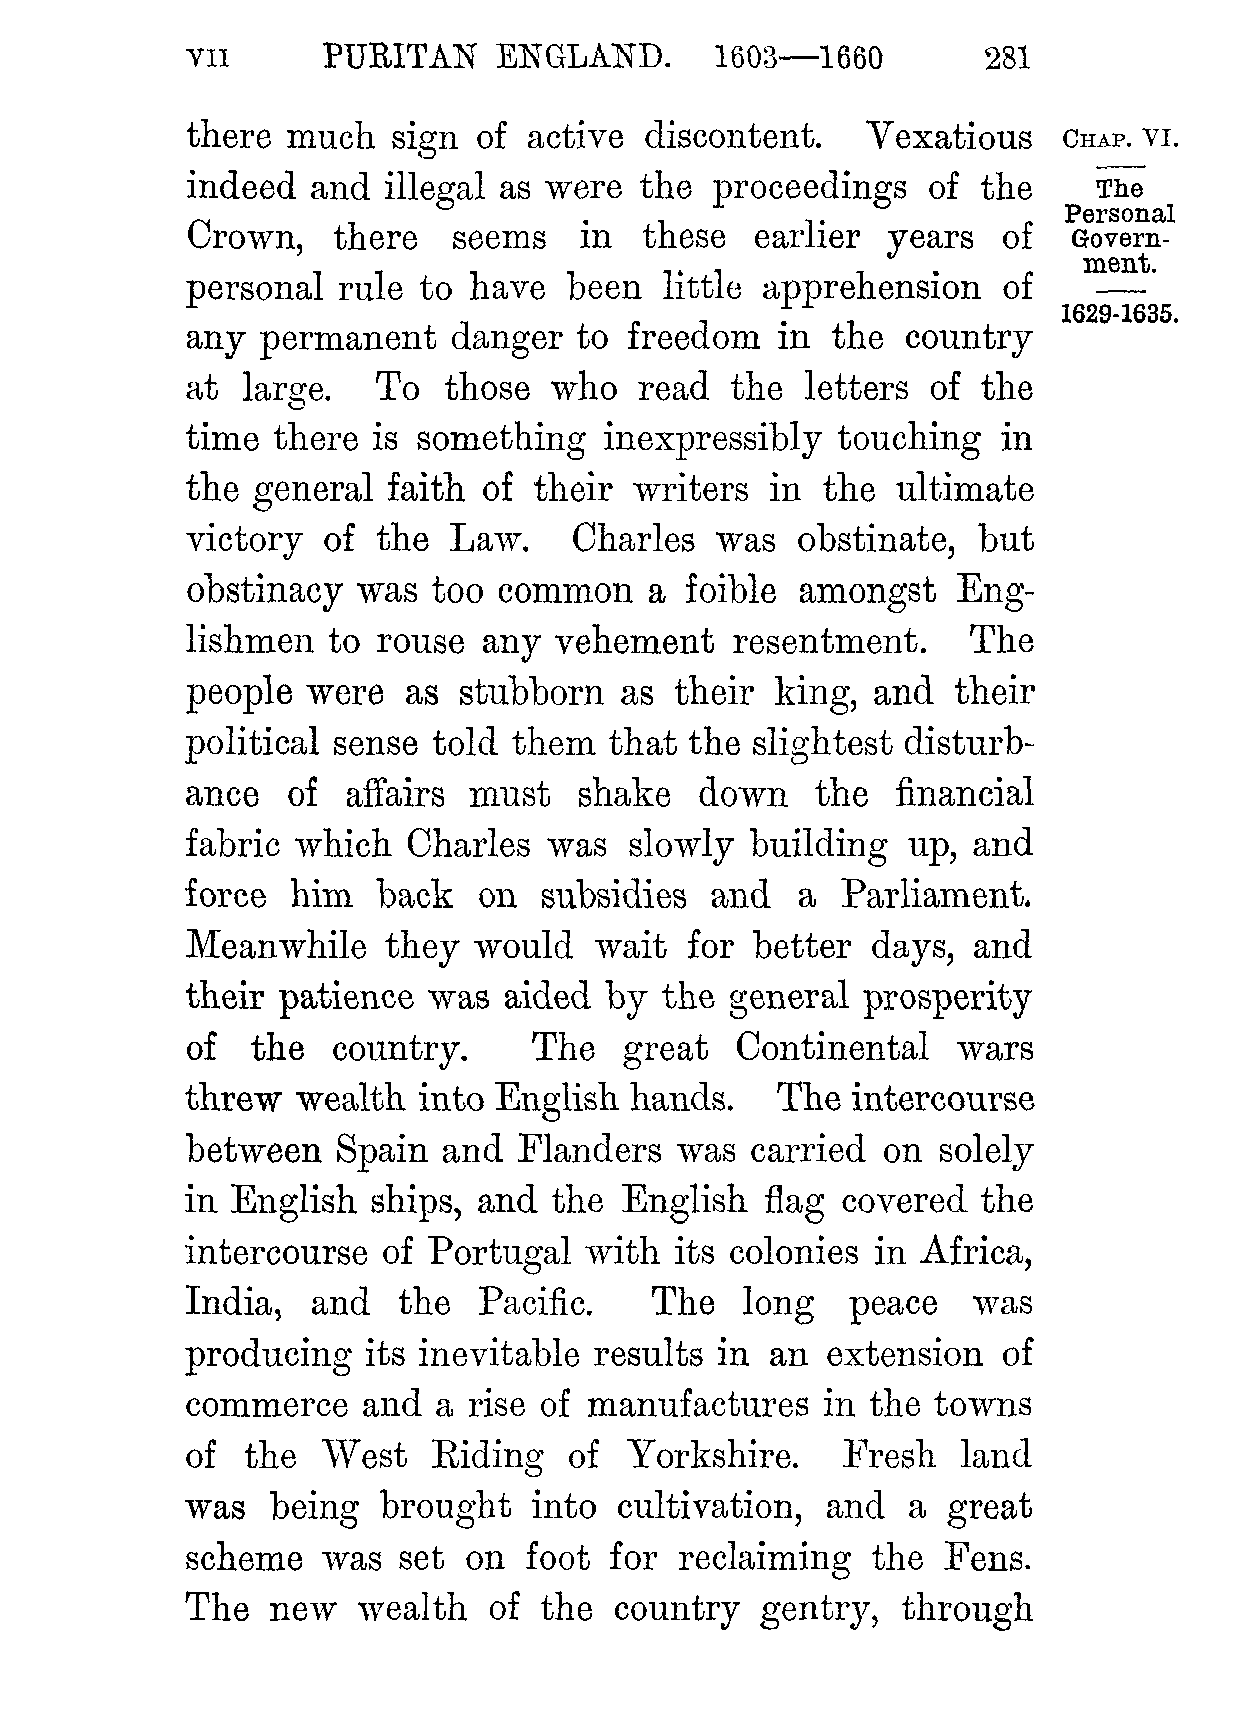 VII PURITAN ENGLAND. 1603—1660 281
there much sign of active discontent. Vexatious
indeed and illegal as were the proceedings of the
Crown, there seems in these earlier years of
personal rule to have been little apprehension of
any permanent danger to freedom in the country
at large. To those who read the letters of the
time there is something inexpressibly touching in
the general faith of their writers in the ultimate
victory of the Law. Charles was obstinate, but
obstinacy was too common a foible amongst Eng-
lishmen to rouse any vehement resentment. The
people were as stubborn as their king, and their
political sense told them that the slightest disturb-
ance of affairs must shake down the financial
fabric which Charles was slowly building up, and
force him back on subsidies and a Parliament.
Meanwhile they would wait for better days, and
their patience was aided by the general prosperity
of the country. The great Continental wars
threw wealth into English hands. The intercourse
between Spain and Flanders was carried on solely
in English ships, and the English flag covered the
intercourse of Portugal with its colonies in Africa,
India, and the Pacific. The long peace was
producing its inevitable results in an extension of
commerce and a rise of manufactures in the towns
of the West Riding of Yorkshire. Fresh land
was being brought into cultivation, and a great
scheme was set on foot for reclaiming the Fens.
The new wealth of the country gentry, through
CHAP. VI.
The
Personal
Govern-
ment.
1629-1635.